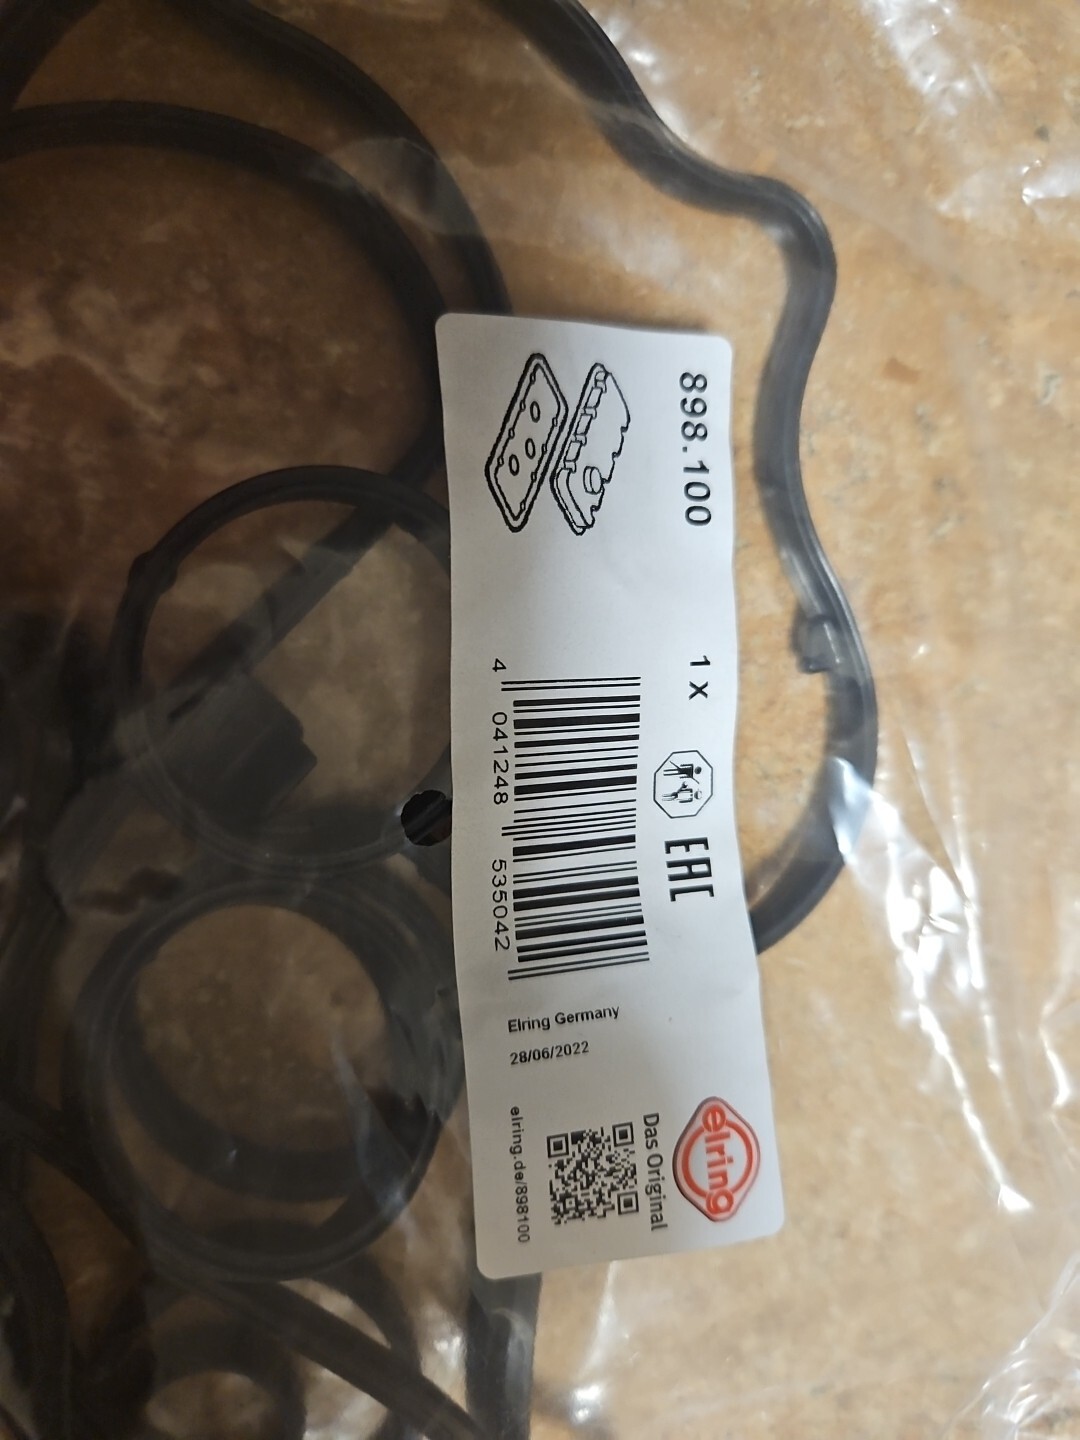 898.100
1 x
EAC
4 041248 535042
Elring Germany
28/06/2022
elring
Das Original
elring.de/898100